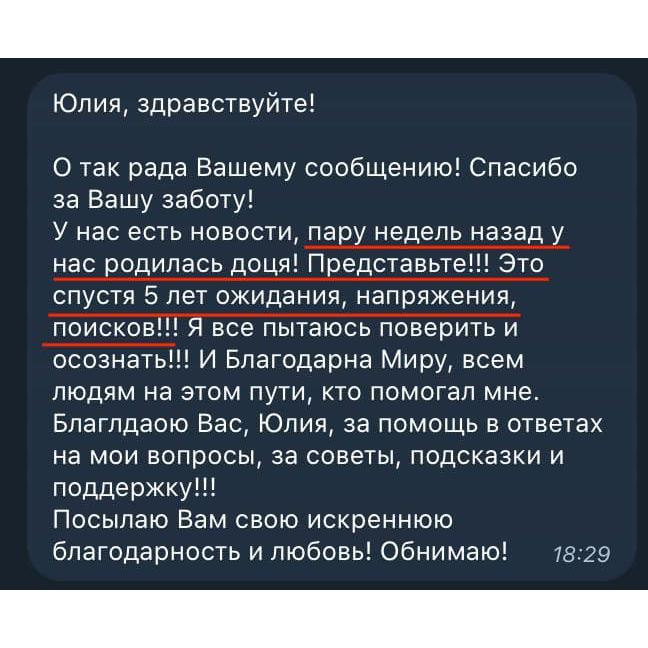 Юлия, здравствуйте!
О так рада Вашему сообщению! Спасибо
за Вашу заботу!
У нас есть новости, пару недель назад у
нас родилась доця! Представьте!!! Это
спустя 5 лет ожидания, напряжения,
поисков!!! Я все пытаюсь поверить и
осознать!!! И Благодарна Миру, всем
людям на этом пути, кто помогал мне.
Благлдаою Вас, Юлия, за помощь в ответах
на мои вопросы, за советы, подсказки и
поддержку!!!
Посылаю Вам свою искреннюю
благодарность и любовь! Обнимаю! 18:29